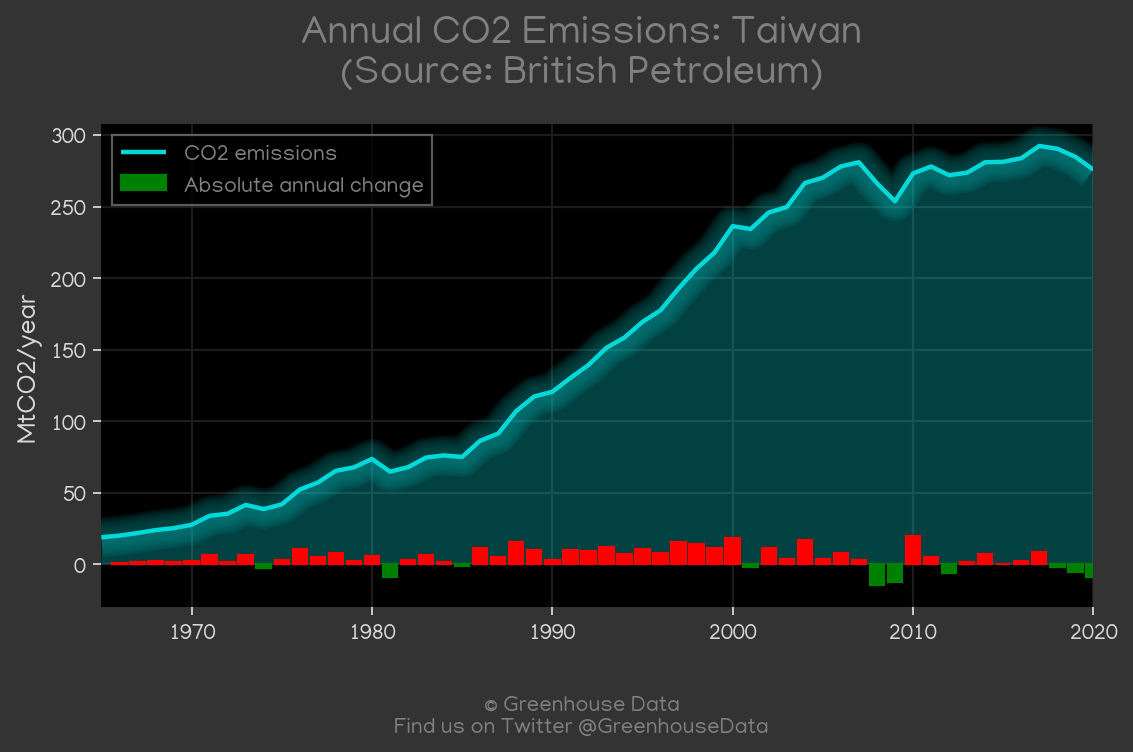 Annual CO2 Emissions: Taiwan
(Source: British Petroleum)
CO2 emissions
Absolute annual change
MtCO2/year
300
250
200
150
100
50
0
1970
1980
1990
2000
2010
2020
© Greenhouse Data
Find us on Twitter @GreenhouseData